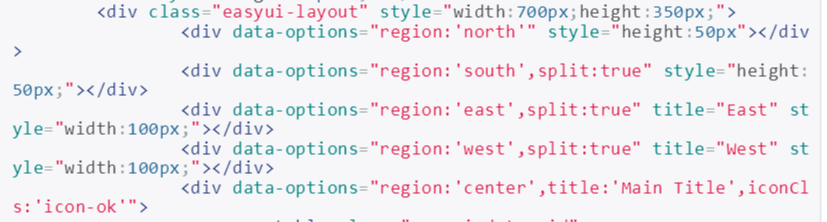 <div class="easyui-layout" style="width:700px;height:350px;">
<div data-options="region:'north'" style="height:50px"></div
>
<div data-options="region:'south',split:true" style="height:
50px;"></div>
<div data-options="region:'east',split:true" title="East" st
yle="width:100px;"></div>
<div data-options="region:'west',split:true" title="West" st
yle="width:100px;"></div>
<div data-options="region:'center',title:'Main Title',iconCl
s:'icon-ok'">